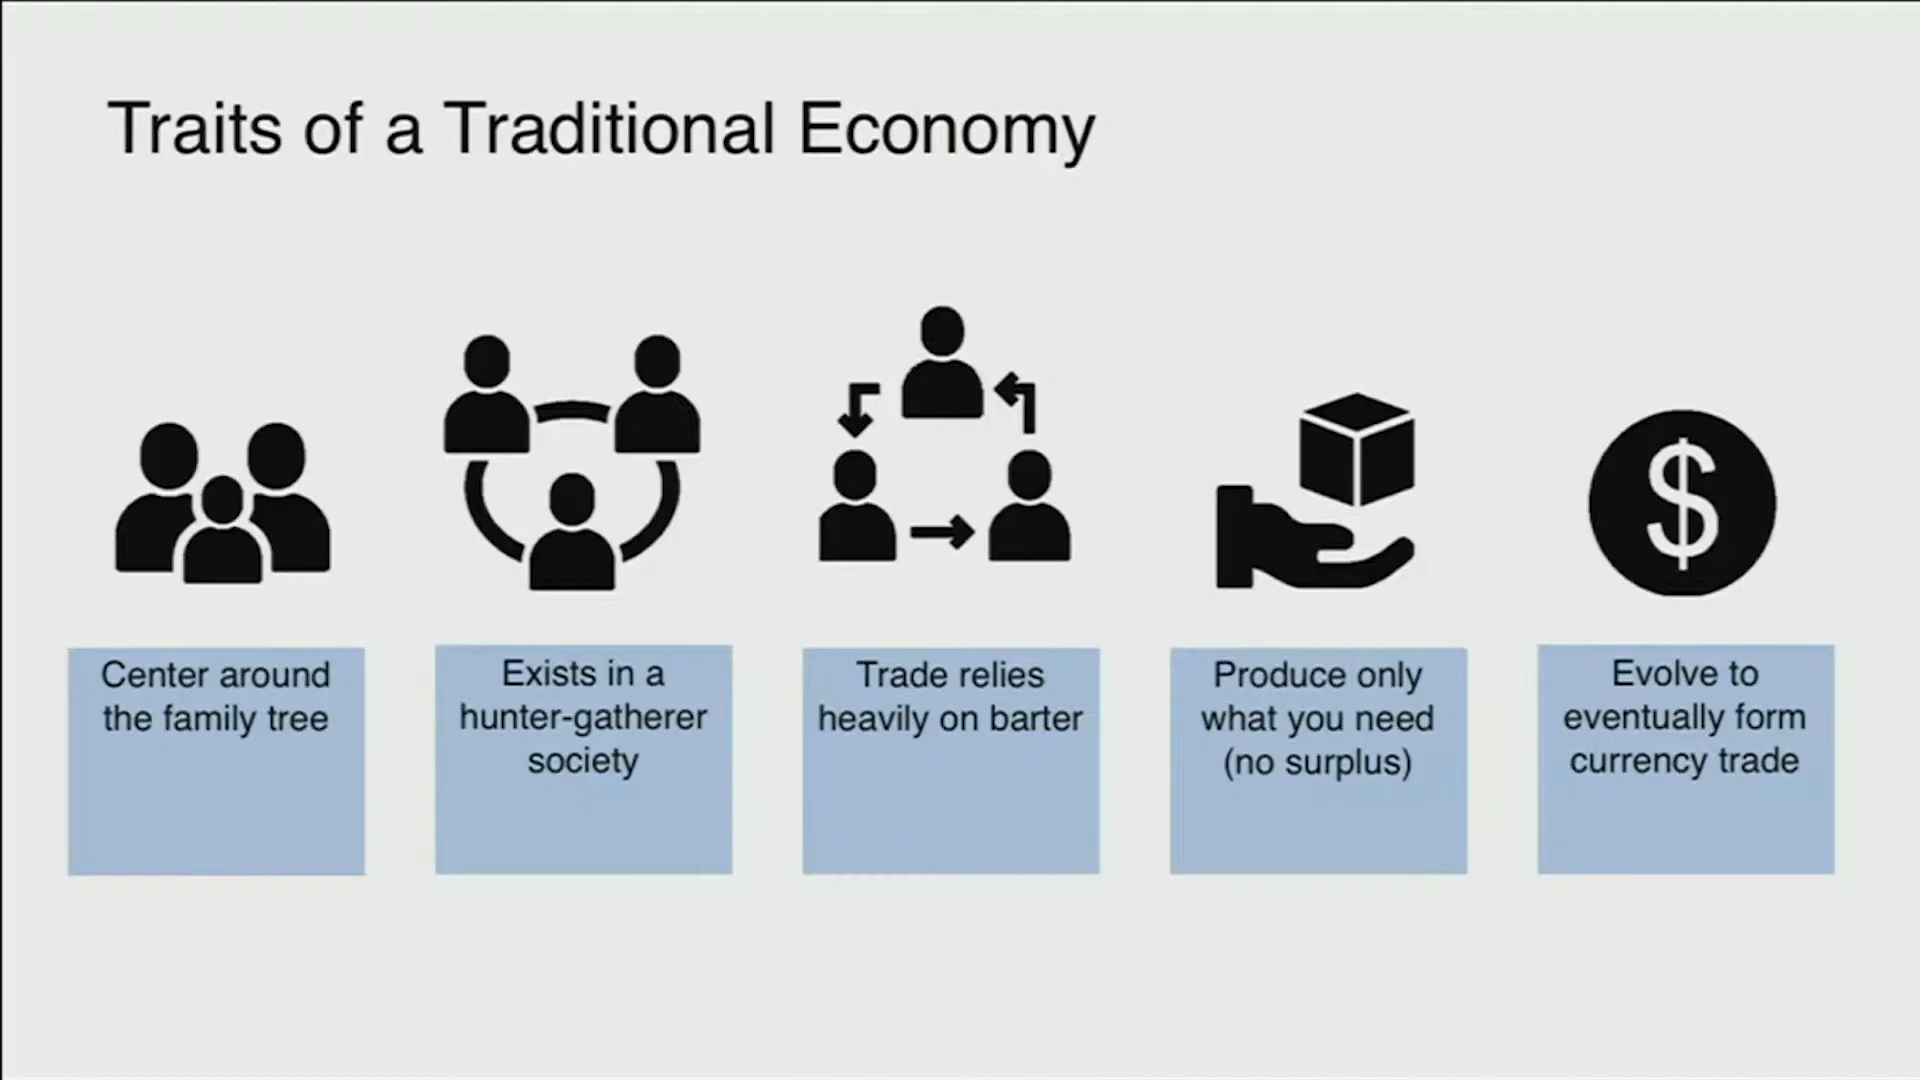 Traits of a Traditional Economy
$
Center around
the family tree
Exists in a
hunter-gatherer
society
Trade relies
heavily on barter
Produce only
what you need
(no surplus)
Evolve to
eventually form
currency trade